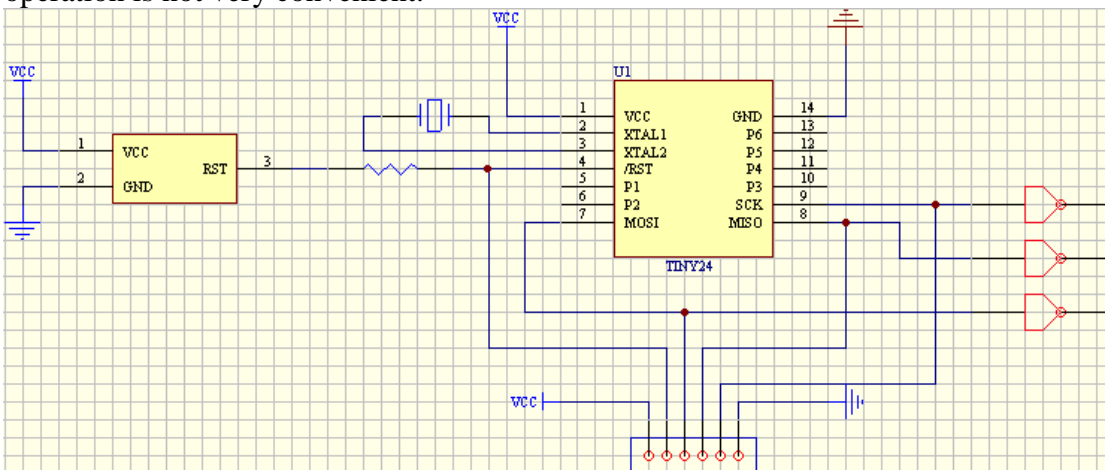 operation is not very convenient.
VCC
VCC
U1
1 VCC GND 14
2 XTAL1 P6 13
3 XTAL2 P5 12
4 /RST P4 11
5 P1 P3 10
6 P2 SCK 9
7 MOSI MISO 8
TINY24
1 VCC
RST 3
2 GND
VCC